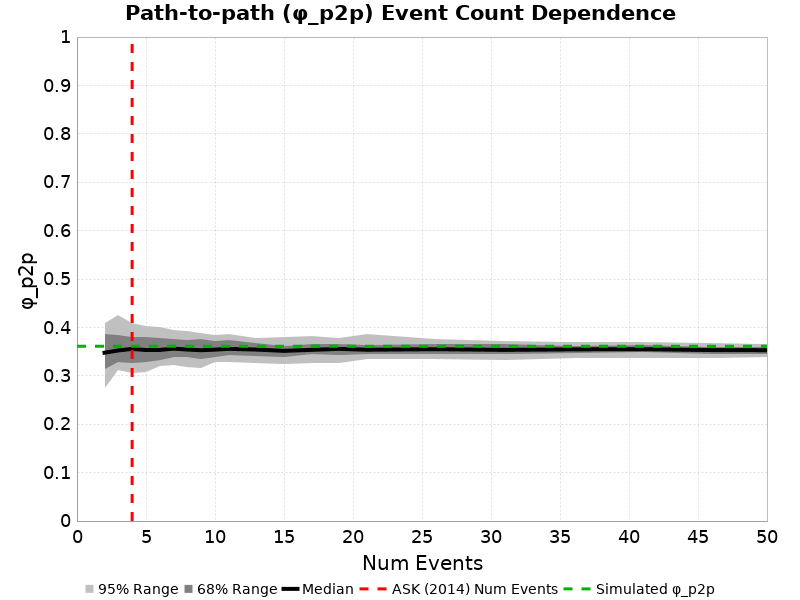 Path-to-path (φ_p2p) Event Count Dependence
1
0.9
0.8
0.7
0.6
0.5
0.4
0.3
0.2
0.1
0
φ_p2p
0 5 10 15 20 25 30 35 40 45 50
Num Events
95% Range 68% Range Median ASK (2014) Num Events Simulated φ_p2p